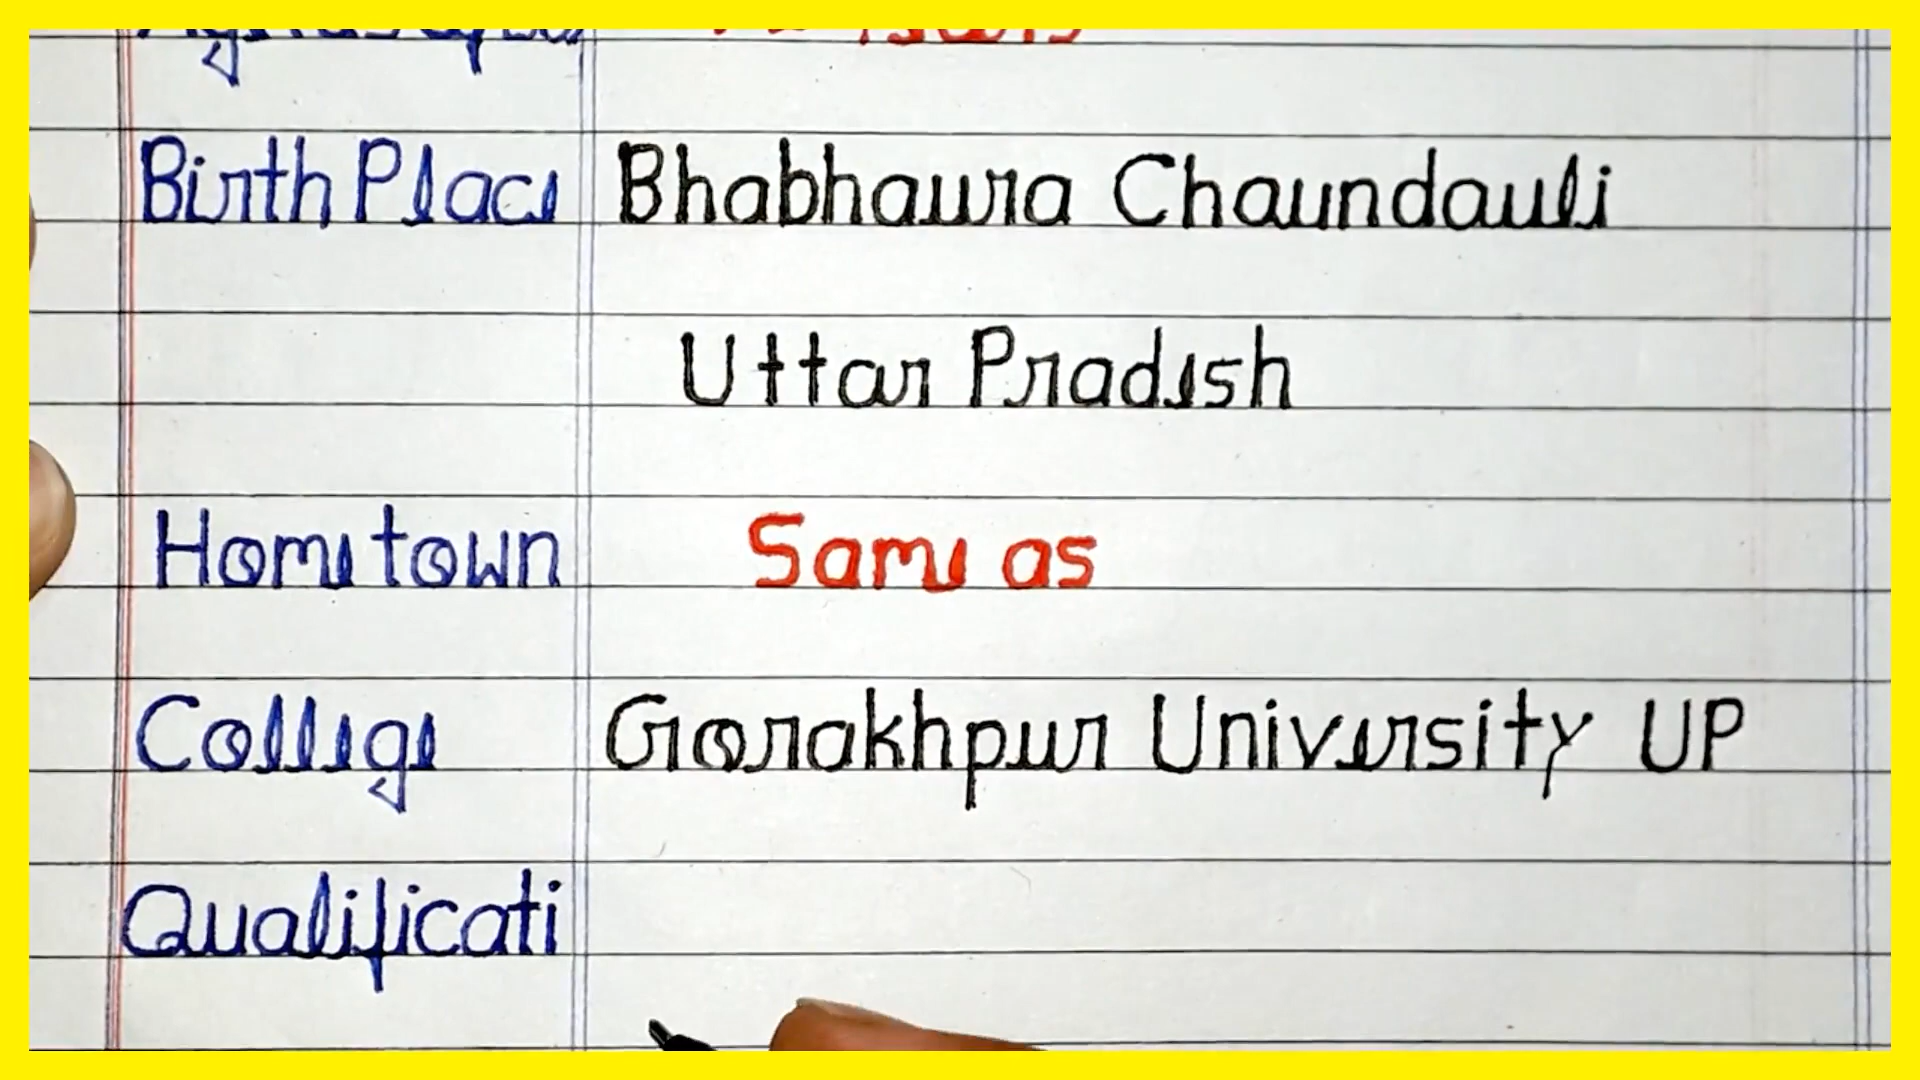 Birth Place Bhabhaura Chaundauli
Uttar Pradesh
Hometown Same as
College Gorakhpur University UP
Qualificati